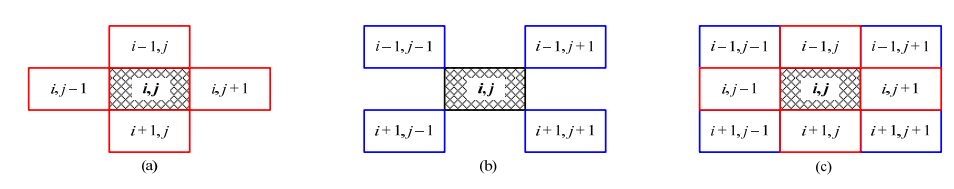 i−1, j
i, j−1 i, j i, j+1
i+1, j
(a)
i−1, j−1 i−1, j+1
i, j
i+1, j−1 i+1, j+1
(b)
i−1, j−1 i−1, j i−1, j+1
i, j−1 i, j i, j+1
i+1, j−1 i+1, j i+1, j+1
(c)